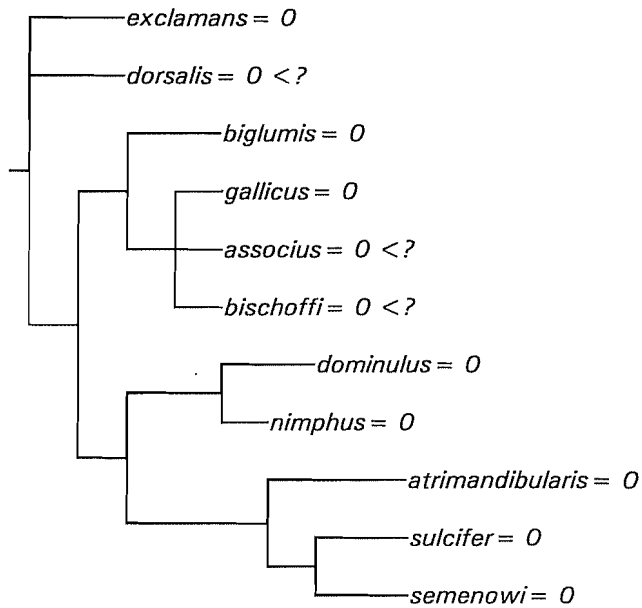 exclamans = 0
dorsalis = 0 <?
biglumis = 0
gallicus = 0
associus = 0 <?
bischoffi = 0 <?
dominulus = 0
nimphus = 0
atrimandibularis = 0
sulcifer = 0
semenowi = 0